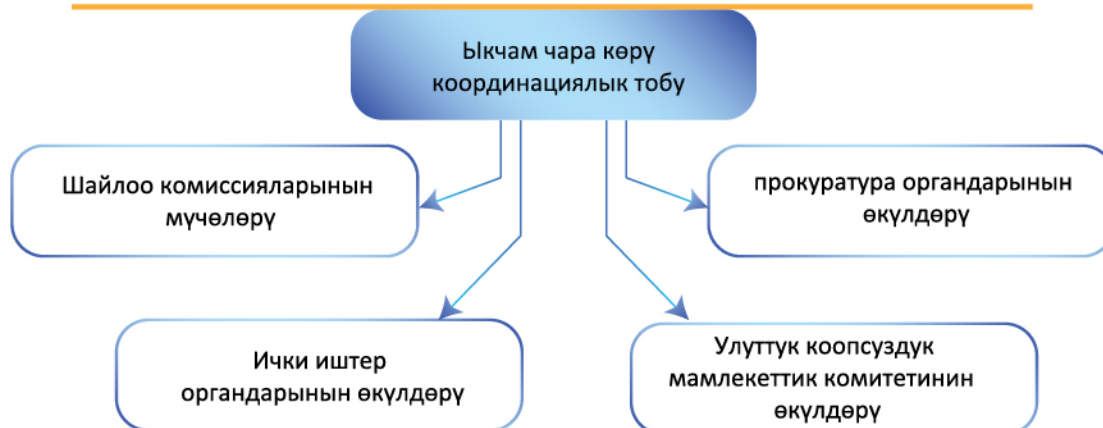 Ыкчам чара көрү
координациялык тобу
Шайлоо комиссияларынын
мүчөлөрү
прокуратура органдарынын
өкүлдөрү
Ички иштер
органдарынын өкүлдөрү
Улуттук коопсуздук
мамлекеттик комитетинин
өкүлдөрү